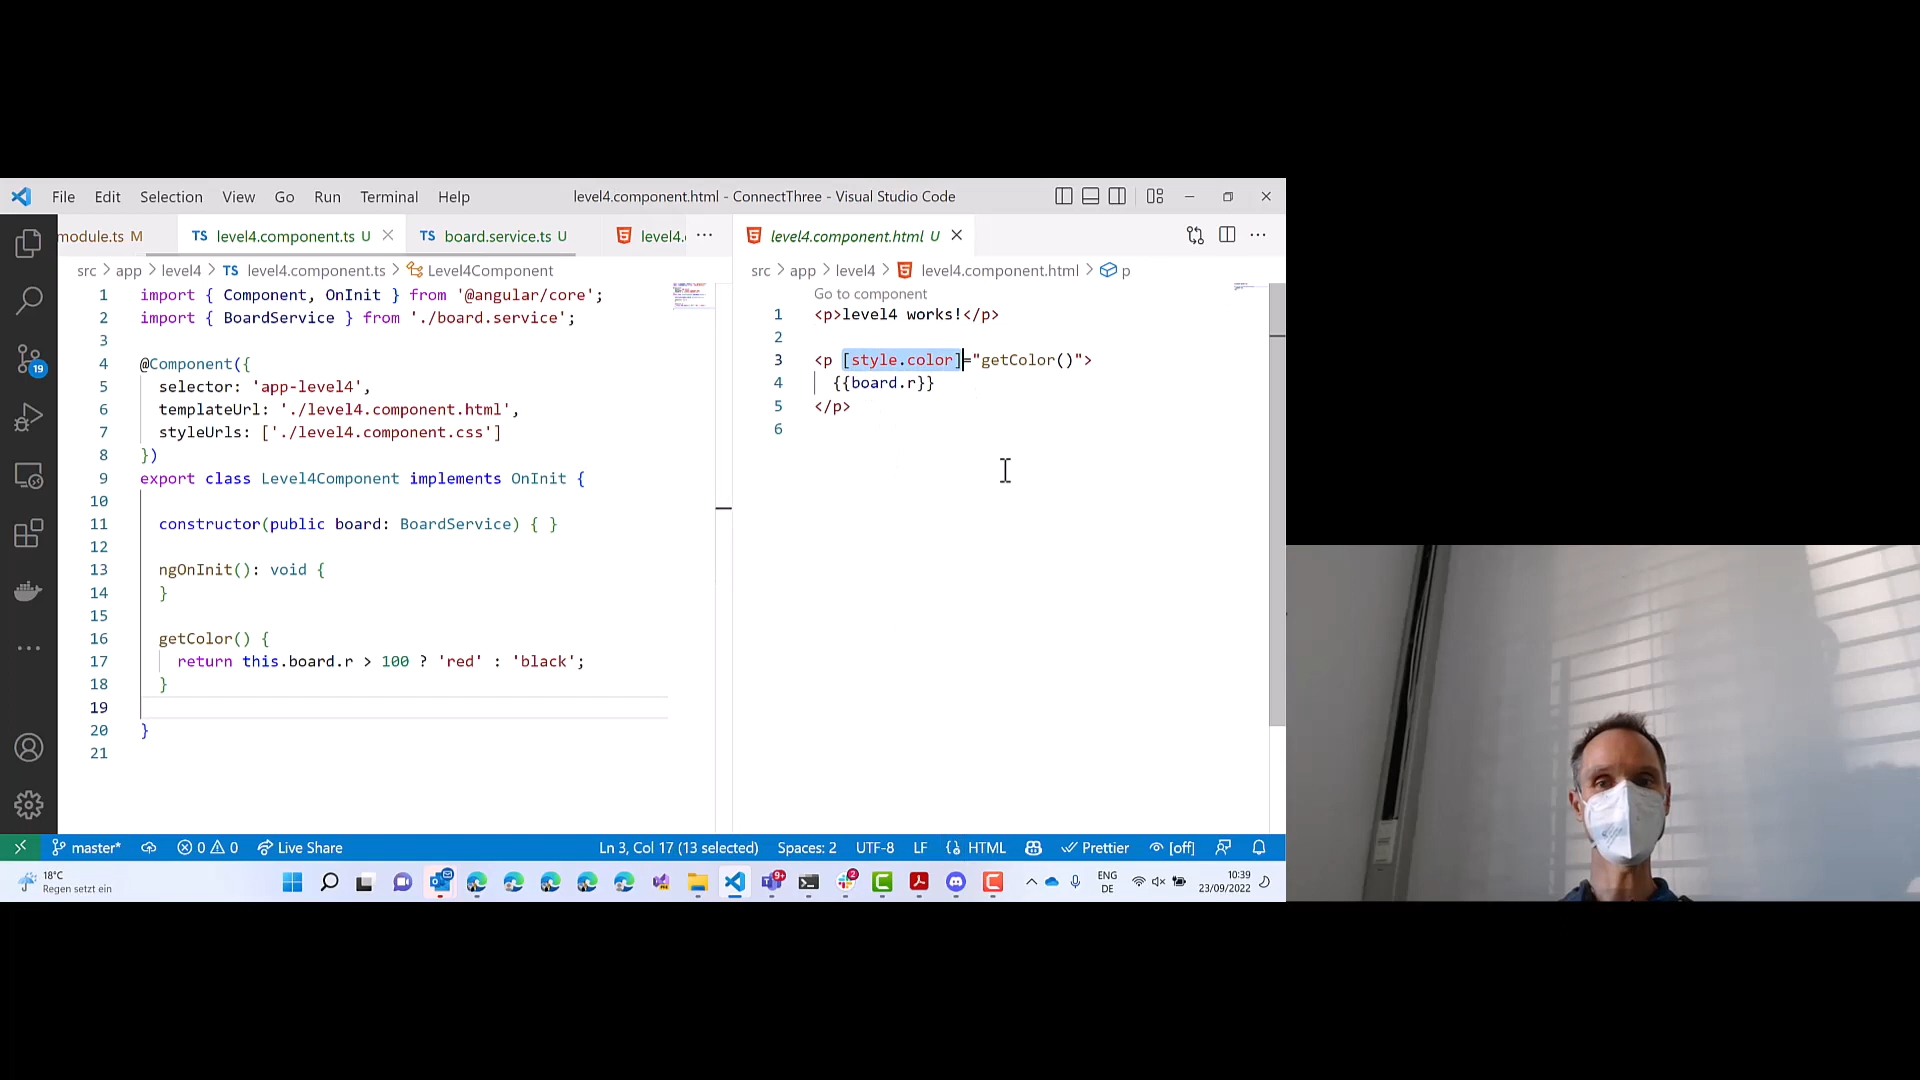 File Edit Selection View Go Run Terminal Help level4.component.html - ConnectThree - Visual Studio Code
module.ts M TS level4.component.ts U TS board.service.ts U level4. ...
src > app > level4 > TS level4.component.ts > Level4Component
1 import { Component, OnInit } from '@angular/core';
2 import { BoardService } from './board.service';
3
4 @Component({
5 selector: 'app-level4',
6 templateUrl: './level4.component.html',
7 styleUrls: ['./level4.component.css']
8 })
9 export class Level4Component implements OnInit {
10
11 constructor(public board: BoardService) { }
12
13 ngOnInit(): void {
14 }
15
16 getColor() {
17 return this.board.r > 100 ? 'red' : 'black';
18 }
19
20 }
21
level4.component.html U
src > app > level4 > level4.component.html > p
Go to component
1 <p>level4 works!</p>
2
3 <p [style.color]="getColor()">
4 {{board.r}}
5 </p>
6
19
master* 0 0 Live Share Ln 3, Col 17 (13 selected) Spaces: 2 UTF-8 LF HTML Prettier [off]
18°C
Regen setzt ein
9+
2
ENG
DE
10:39
23/09/2022